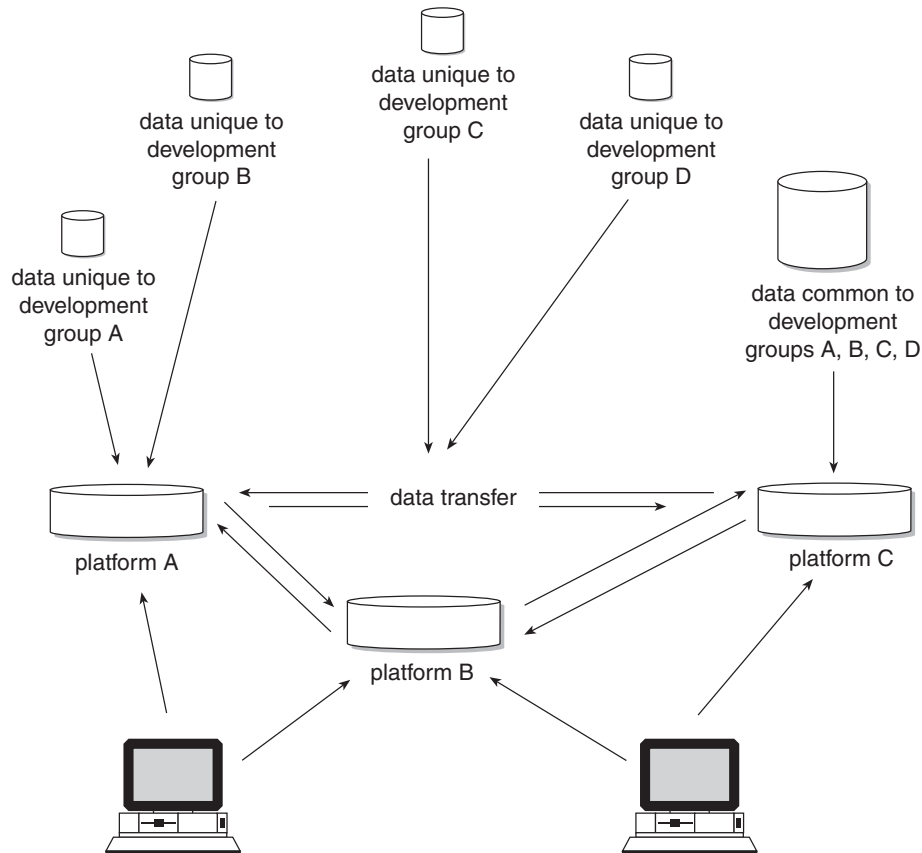 data unique to
development
group C
data unique to
development
group B
data unique to
development
group D
data unique to
development
group A
data common to
development
groups A, B, C, D
data transfer
platform A
platform C
platform B